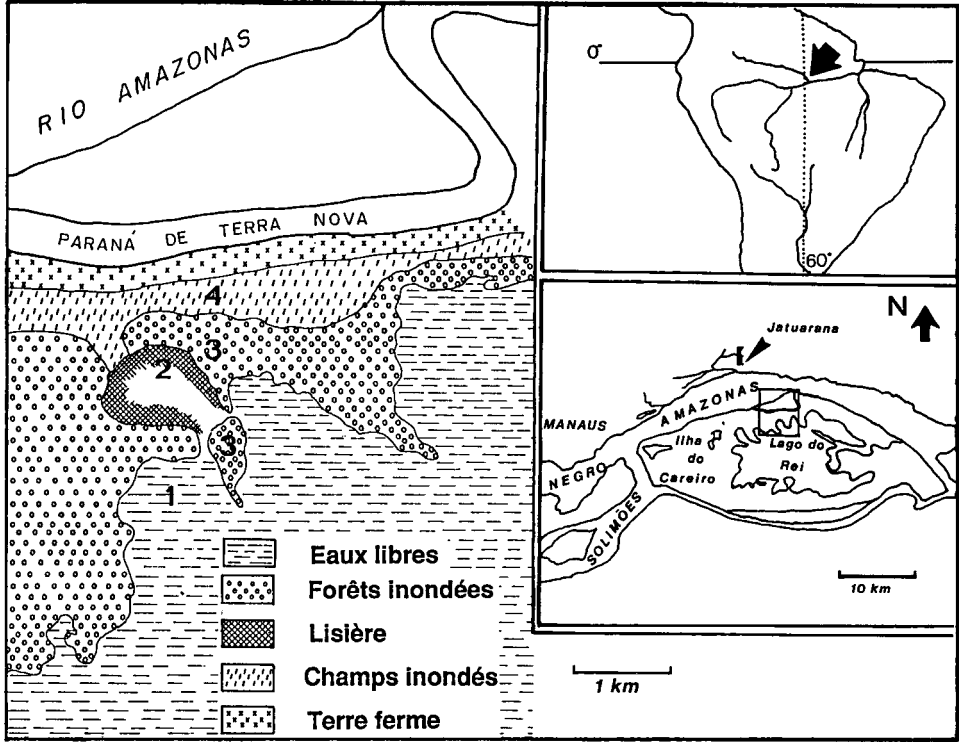 RIO AMAZONAS
PARANÁ DE TERRA NOVA
4
3
2
3
1
Eaux libres
Forêts inondées
Lisière
Champs inondés
Terre ferme
0°
60°
N
Jatuarana
AMAZONAS
MANAUS
Ilha
do
Careiro
Lago do
Rei
NEGRO
SOLIMÕES
10 km
1 km